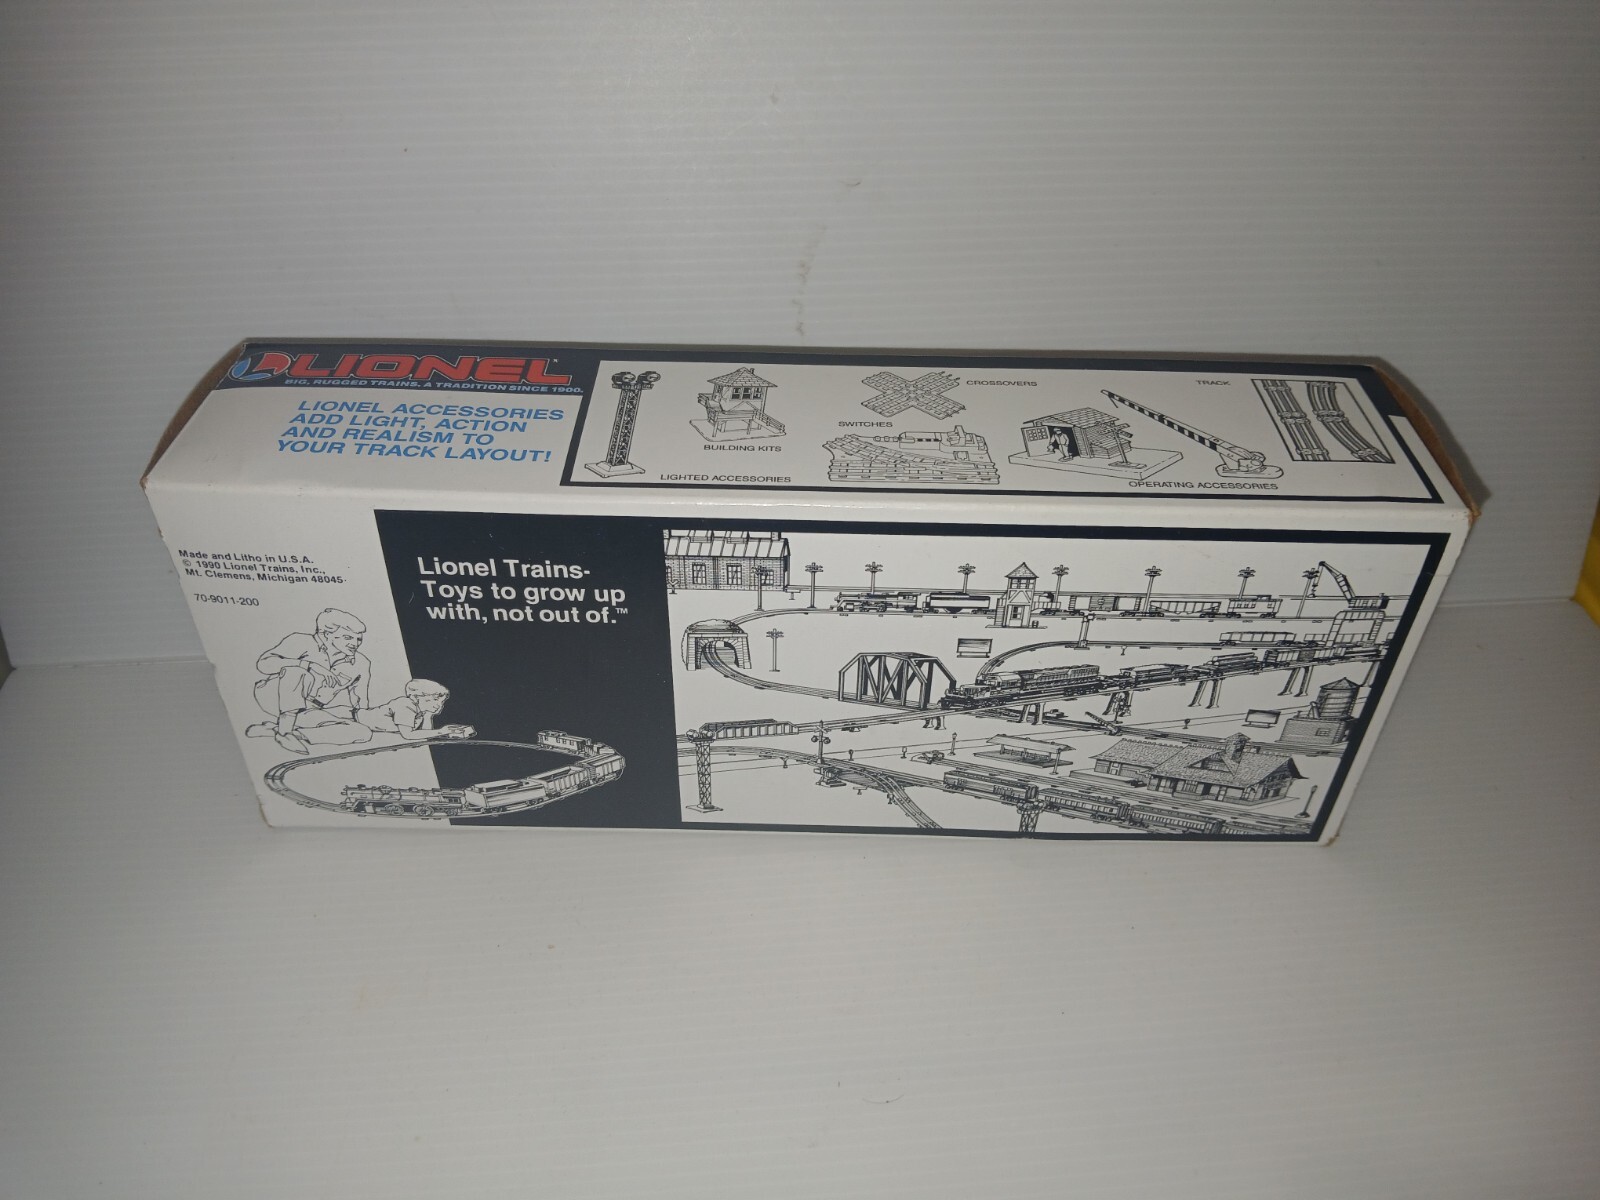 LIONEL™
BIG, RUGGED TRAINS. A TRADITION SINCE 1900.
LIONEL ACCESSORIES
ADD LIGHT, ACTION
AND REALISM TO
YOUR TRACK LAYOUT!
LIGHTED ACCESSORIES
BUILDING KITS
CROSSOVERS
SWITCHES
OPERATING ACCESSORIES
TRACK
Made and Litho in U.S.A.
© 1990 Lionel Trains, Inc.,
Mt. Clemens, Michigan 48045-
70-9011-200
Lionel Trains-
Toys to grow up
with, not out of.™